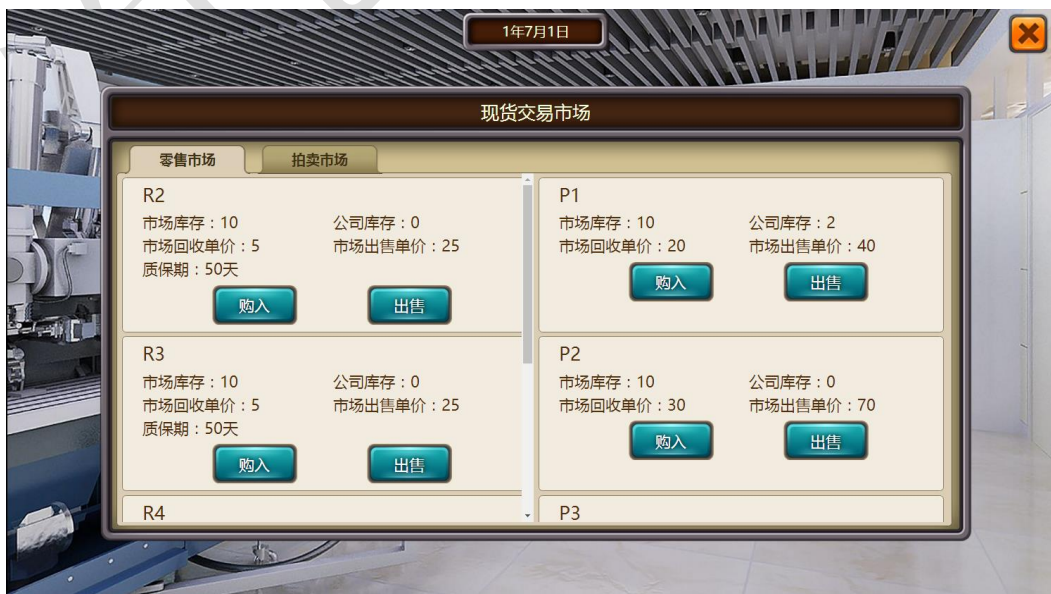 1年7月1日
现货交易市场
零售市场 拍卖市场
R2
市场库存：10 公司库存：0
市场回收单价：5 市场出售单价：25
质保期：50天
购入 出售
R3
市场库存：10 公司库存：0
市场回收单价：5 市场出售单价：25
质保期：50天
购入 出售
R4
P1
市场库存：10 公司库存：2
市场回收单价：20 市场出售单价：40
购入 出售
P2
市场库存：10 公司库存：0
市场回收单价：30 市场出售单价：70
购入 出售
P3